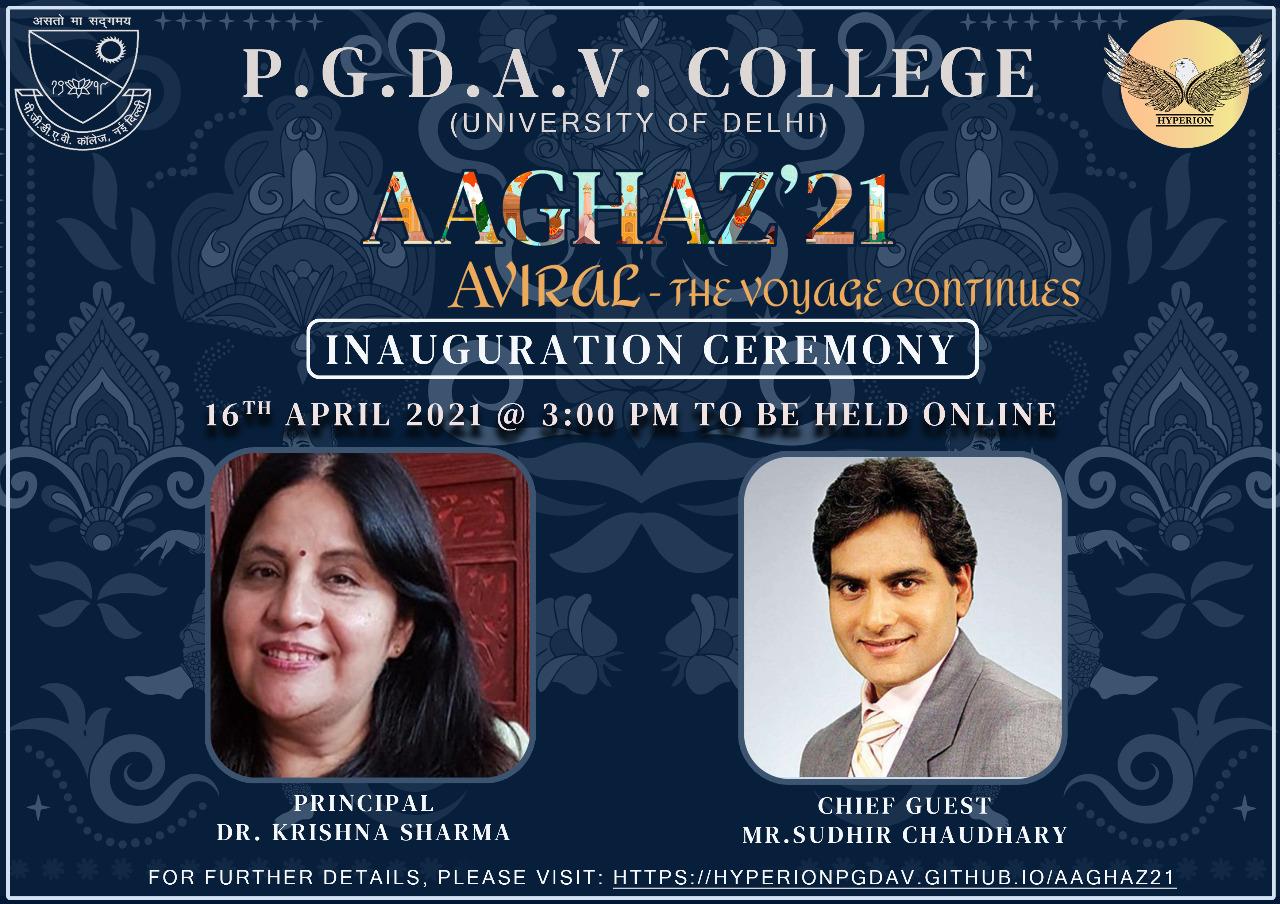 असतो मा सद्गमय
पी.जी.डी.ए.वी. कॉलेज, नई दिल्ली
P.G.D.A.V. COLLEGE
(UNIVERSITY OF DELHI)
HYPERION
AAGHAZ'21
AVIRAL - THE VOYAGE CONTINUES
INAUGURATION CEREMONY
16TH APRIL 2021 @ 3:00 PM TO BE HELD ONLINE
PRINCIPAL
DR. KRISHNA SHARMA
CHIEF GUEST
MR.SUDHIR CHAUDHARY
FOR FURTHER DETAILS, PLEASE VISIT: HTTPS://HYPERIONPGDAV.GITHUB.IO/AAGHAZ21